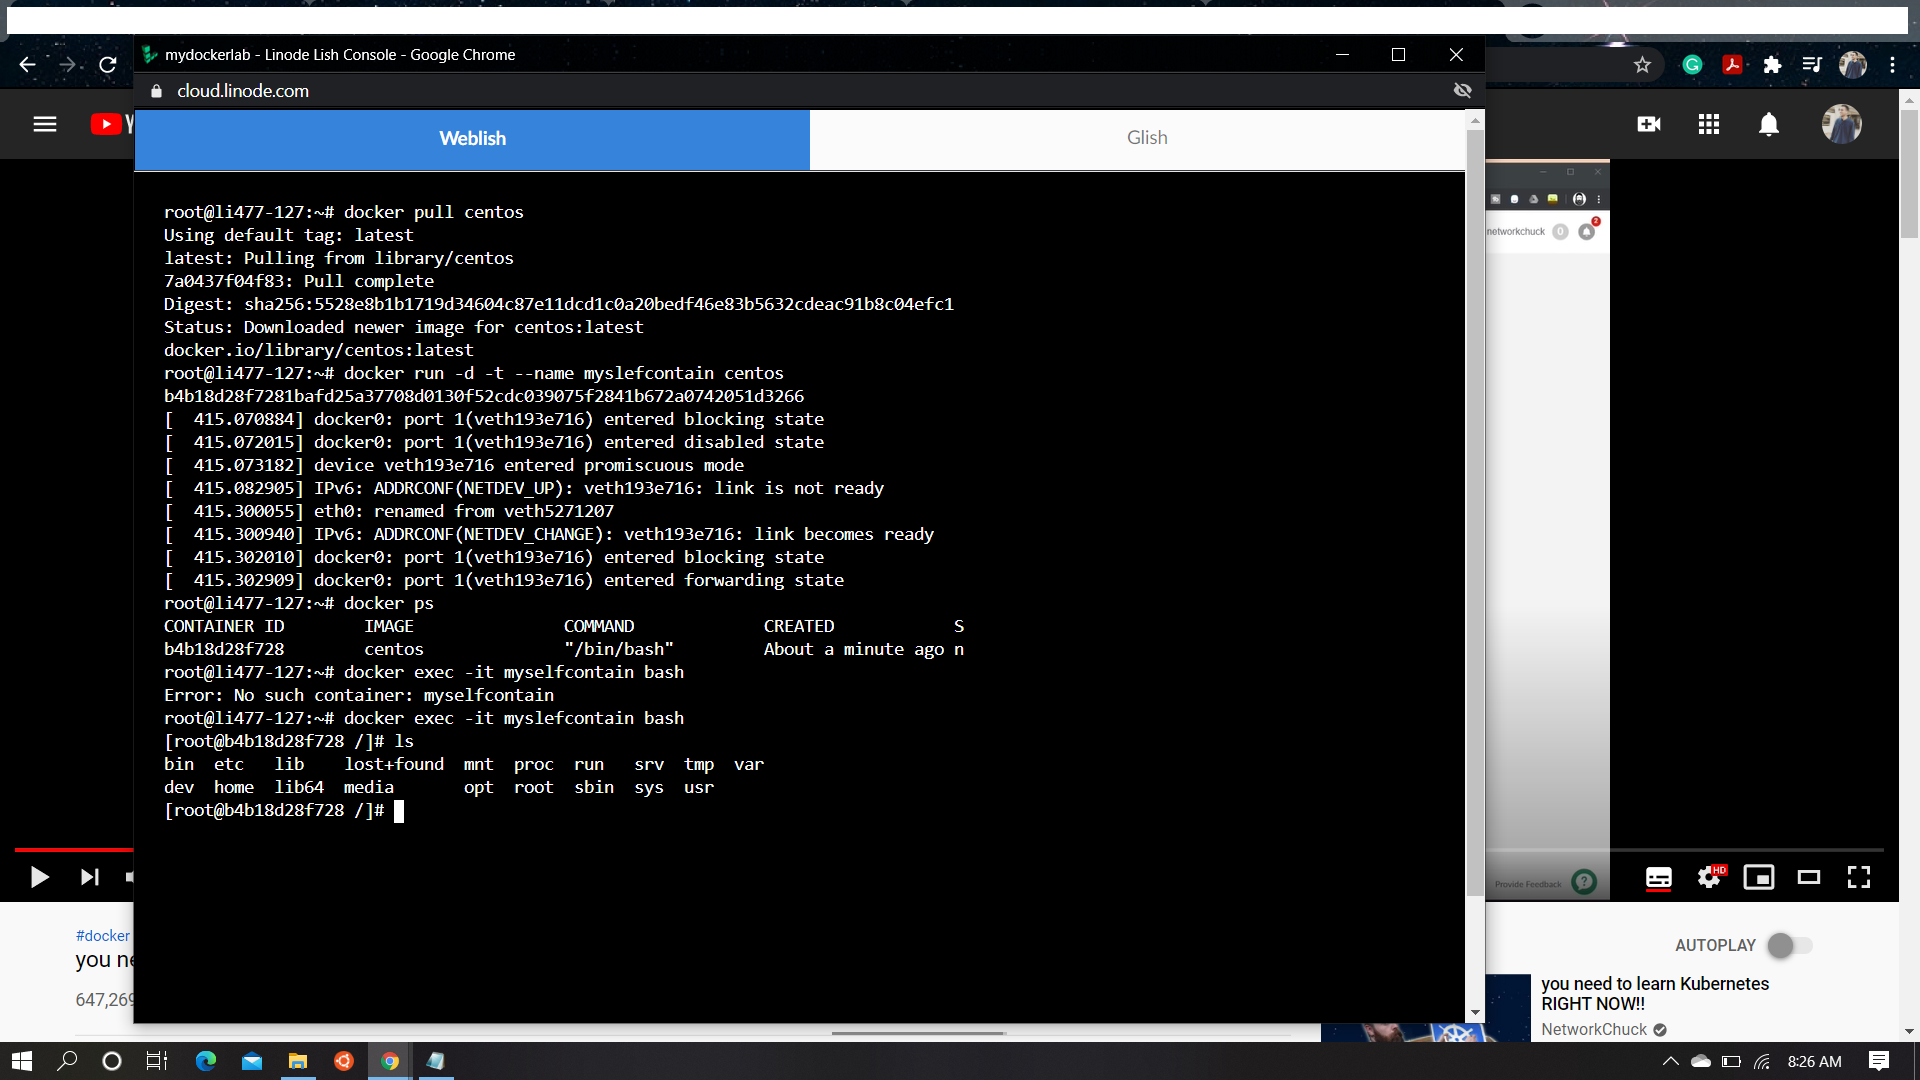 mydockerlab - Linode Lish Console - Google Chrome
cloud.linode.com
Weblish
Glish
root@li477-127:~# docker pull centos
Using default tag: latest
latest: Pulling from library/centos
7a0437f04f83: Pull complete
Digest: sha256:5528e8b1b1719d34604c87e11dcd1c0a20bedf46e83b5632cdeac91b8c04efc1
Status: Downloaded newer image for centos:latest
docker.io/library/centos:latest
root@li477-127:~# docker run -d -t --name myslefcontain centos
b4b18d28f7281bafd25a37708d0130f52cdc039075f2841b672a0742051d3266
[  415.070884] docker0: port 1(veth193e716) entered blocking state
[  415.072015] docker0: port 1(veth193e716) entered disabled state
[  415.073182] device veth193e716 entered promiscuous mode
[  415.082905] IPv6: ADDRCONF(NETDEV_UP): veth193e716: link is not ready
[  415.300055] eth0: renamed from veth5271207
[  415.300940] IPv6: ADDRCONF(NETDEV_CHANGE): veth193e716: link becomes ready
[  415.302010] docker0: port 1(veth193e716) entered blocking state
[  415.302909] docker0: port 1(veth193e716) entered forwarding state
root@li477-127:~# docker ps
CONTAINER ID        IMAGE               COMMAND             CREATED            S
b4b18d28f728        centos              "/bin/bash"         About a minute ago n
root@li477-127:~# docker exec -it myselfcontain bash
Error: No such container: myselfcontain
root@li477-127:~# docker exec -it myslefcontain bash
[root@b4b18d28f728 /]# ls
bin  etc   lib    lost+found  mnt  proc  run   srv  tmp  var
dev  home  lib64  media       opt  root  sbin  sys  usr
[root@b4b18d28f728 /]#
networkchuck 0 2
Provide Feedback ?
HD
#docker
you ne
647,269
AUTOPLAY
you need to learn Kubernetes
RIGHT NOW!!
NetworkChuck
8:26 AM